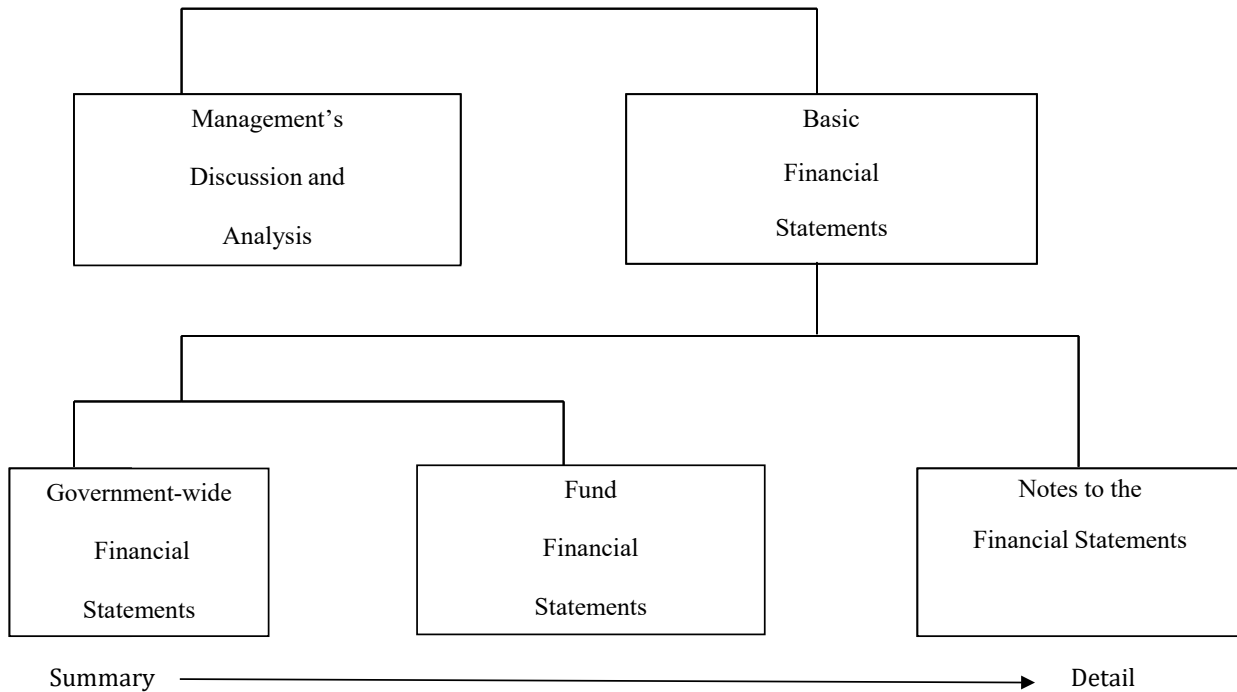 Management’s
Discussion and
Analysis
Basic
Financial
Statements
Government-wide
Financial
Statements
Fund
Financial
Statements
Notes to the
Financial Statements
Summary
Detail